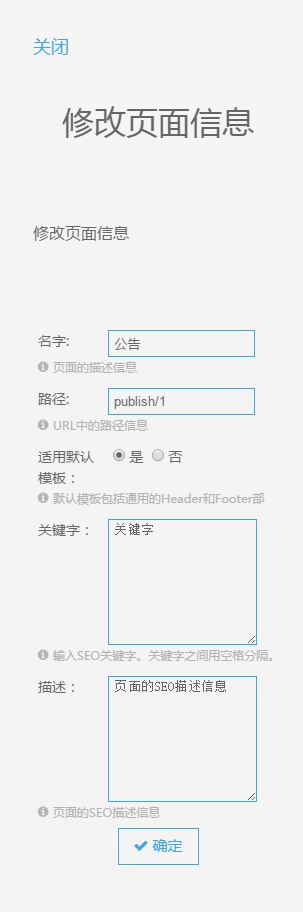 关闭
修改页面信息
修改页面信息
名字: 公告
页面的描述信息
路径: publish/1
URL中的路径信息
适用默认 是 否
模板：
默认模板包括通用的Header和Footer部
关键字： 关键字
输入SEO关键字。关键字之间用空格分隔。
描述： 页面的SEO描述信息
页面的SEO描述信息
确定